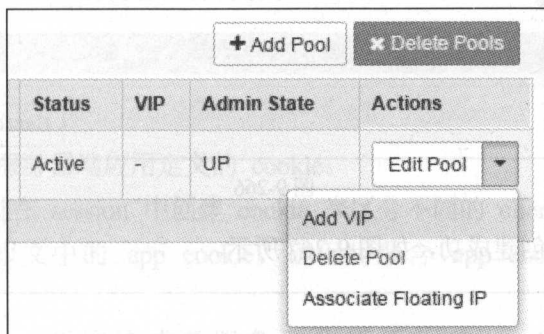 + Add Pool  × Delete Pools
Status  VIP  Admin State  Actions
Active  -  UP  Edit Pool
Add VIP
Delete Pool
Associate Floating IP